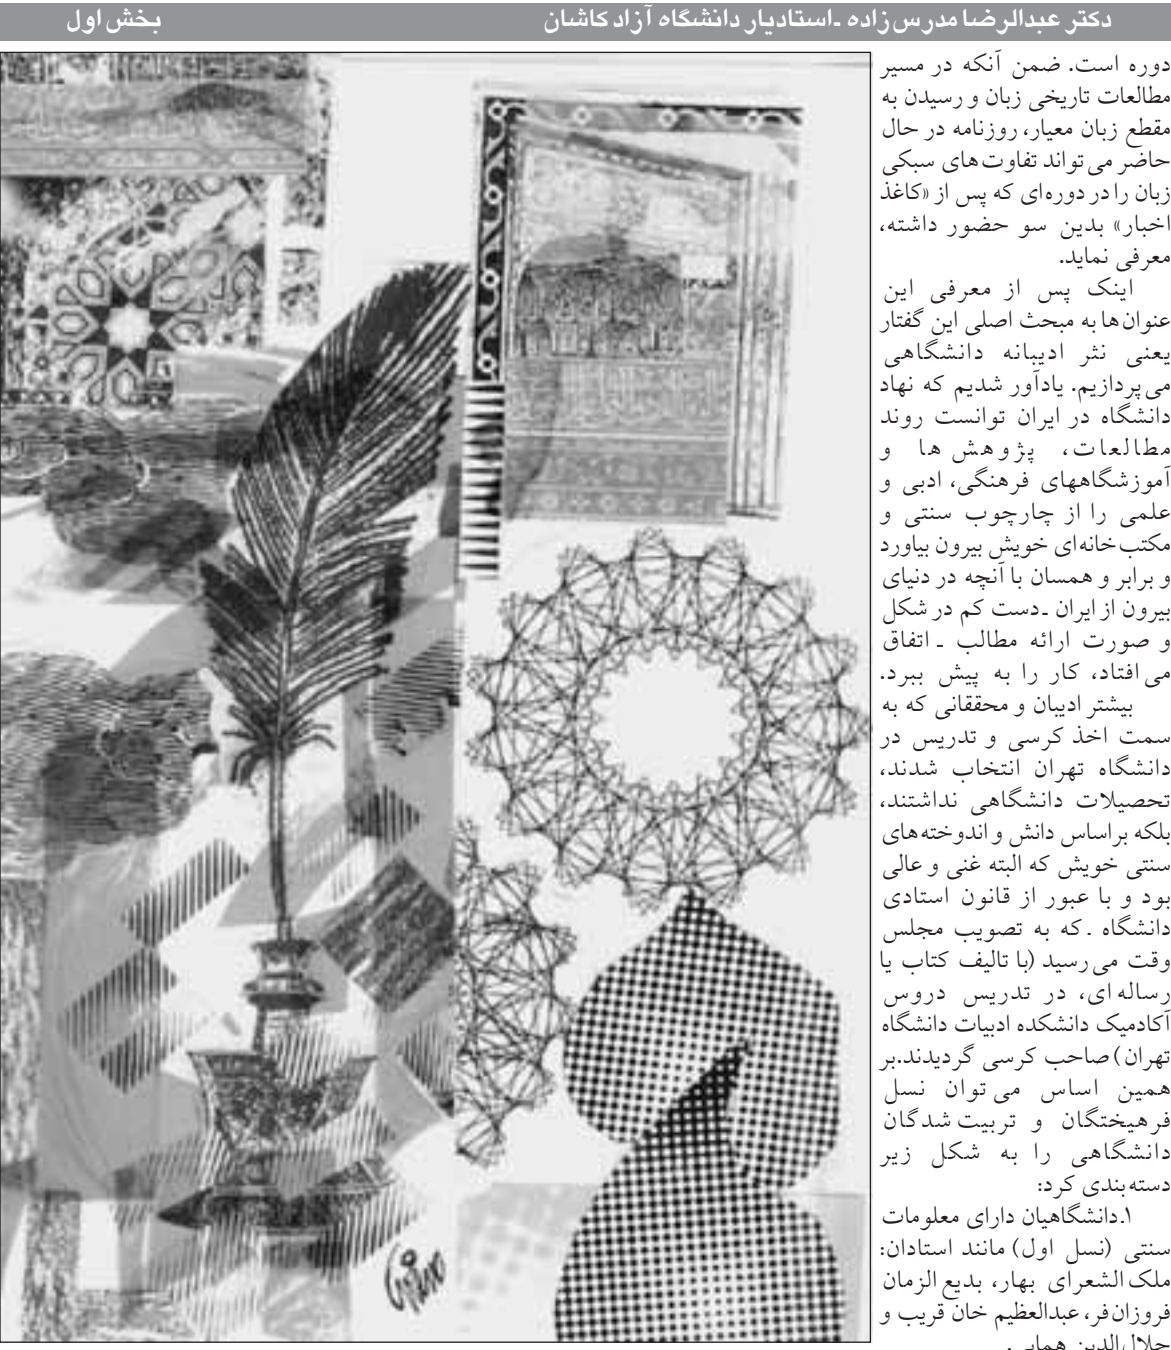 دکتر عبدالرضا مدرس‌زاده ـ استادیار دانشگاه آزاد کاشان
بخش اول
دوره است. ضمن آنکه در مسیر
مطالعات تاریخی زبان و رسیدن به
مقطع زبان معیار، روزنامه در حال
حاضر می‌تواند تفاوت‌های سبکی
زبان را در دوره‌ای که پس از «کاغذ
اخبار» بدین سو حضور داشته،
معرفی نماید.
اینک پس از معرفی این
عنوان‌ها به مبحث اصلی این گفتار
یعنی نثر ادیبانه دانشگاهی
می‌پردازیم. یادآور شدیم که نهاد
دانشگاه در ایران توانست روند
مطالعات، پژوهش‌ها و
آموزشگاههای فرهنگی، ادبی و
علمی را از چارچوب سنتی و
مکتب‌خانه‌ای خویش بیرون بیاورد
و برابر و همسان با آنچه در دنیای
بیرون از ایران ـ دست کم در شکل
و صورت ارائه مطالب ـ اتفاق
می‌افتاد، کار را به پیش ببرد.
بیشتر ادیبان و محققانی که به
سمت اخذ کرسی و تدریس در
دانشگاه تهران انتخاب شدند،
تحصیلات دانشگاهی نداشتند،
بلکه براساس دانش و اندوخته‌های
سنتی خویش که البته غنی و عالی
بود و با عبور از قانون استادی
دانشگاه ـ که به تصویب مجلس
وقت می‌رسید (با تالیف کتاب یا
رساله‌ای، در تدریس دروس
آکادمیک دانشکده ادبیات دانشگاه
تهران) صاحب کرسی گردیدند. بر
همین اساس می‌توان نسل
فرهیختگان و تربیت‌شدگان
دانشگاهی را به شکل زیر
دسته‌بندی کرد:
۱ـ دانشگاهیان دارای معلومات
سنتی (نسل اول) مانند استادان:
ملک‌الشعرای بهار، بدیع‌الزمان
فروزان‌فر، عبدالعظیم خان قریب و
جلال‌الدین همایی.